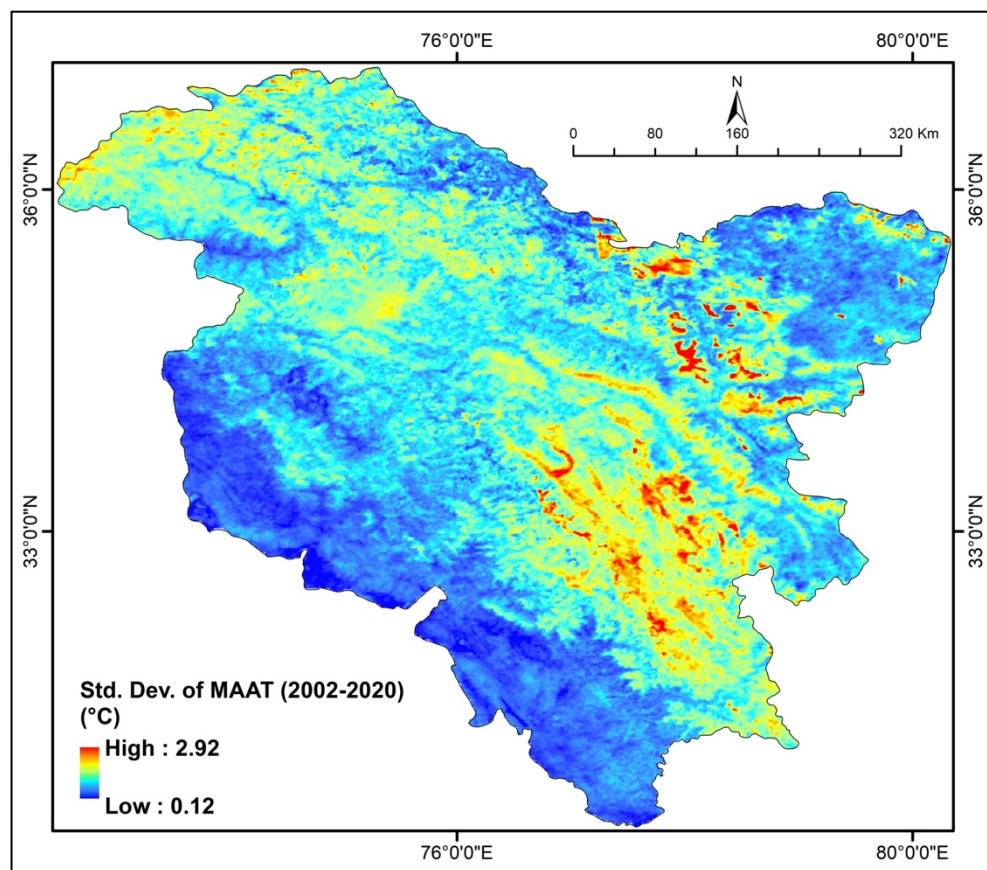 76°0'0"E 80°0'0"E
N
0 80 160 320 Km
36°0'0"N 36°0'0"N
33°0'0"N 33°0'0"N
Std. Dev. of MAAT (2002-2020)
(°C)
High : 2.92
Low : 0.12
76°0'0"E 80°0'0"E